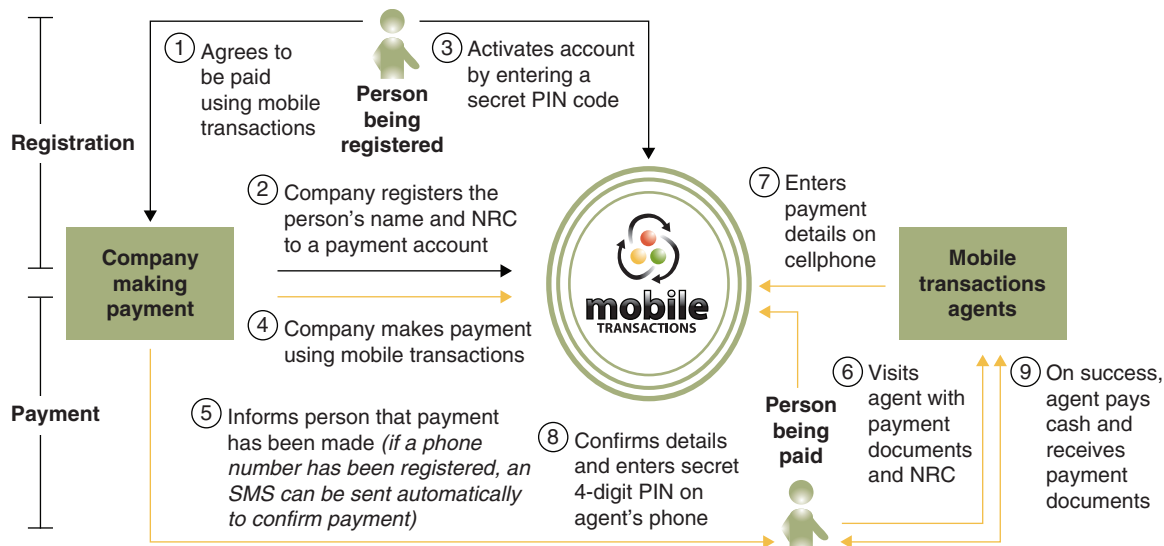 Registration
Payment
1 Agrees to
be paid
using mobile
transactions
Person
being
registered
3 Activates account
by entering a
secret PIN code
2 Company registers the
person's name and NRC
to a payment account
Company
making
payment
4 Company makes payment
using mobile transactions
mobile
TRANSACTIONS
7 Enters
payment
details on
cellphone
Mobile
transactions
agents
5 Informs person that payment
has been made (if a phone
number has been registered, an
SMS can be sent automatically
to confirm payment)
8 Confirms details
and enters secret
4-digit PIN on
agent's phone
Person
being
paid
6 Visits
agent with
payment
documents
and NRC
9 On success,
agent pays
cash and
receives
payment
documents